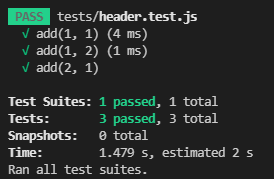 PASS tests/header.test.js
√ add(1, 1) (4 ms)
√ add(1, 2) (1 ms)
√ add(2, 1)
Test Suites: 1 passed, 1 total
Tests: 3 passed, 3 total
Snapshots: 0 total
Time: 1.479 s, estimated 2 s
Ran all test suites.